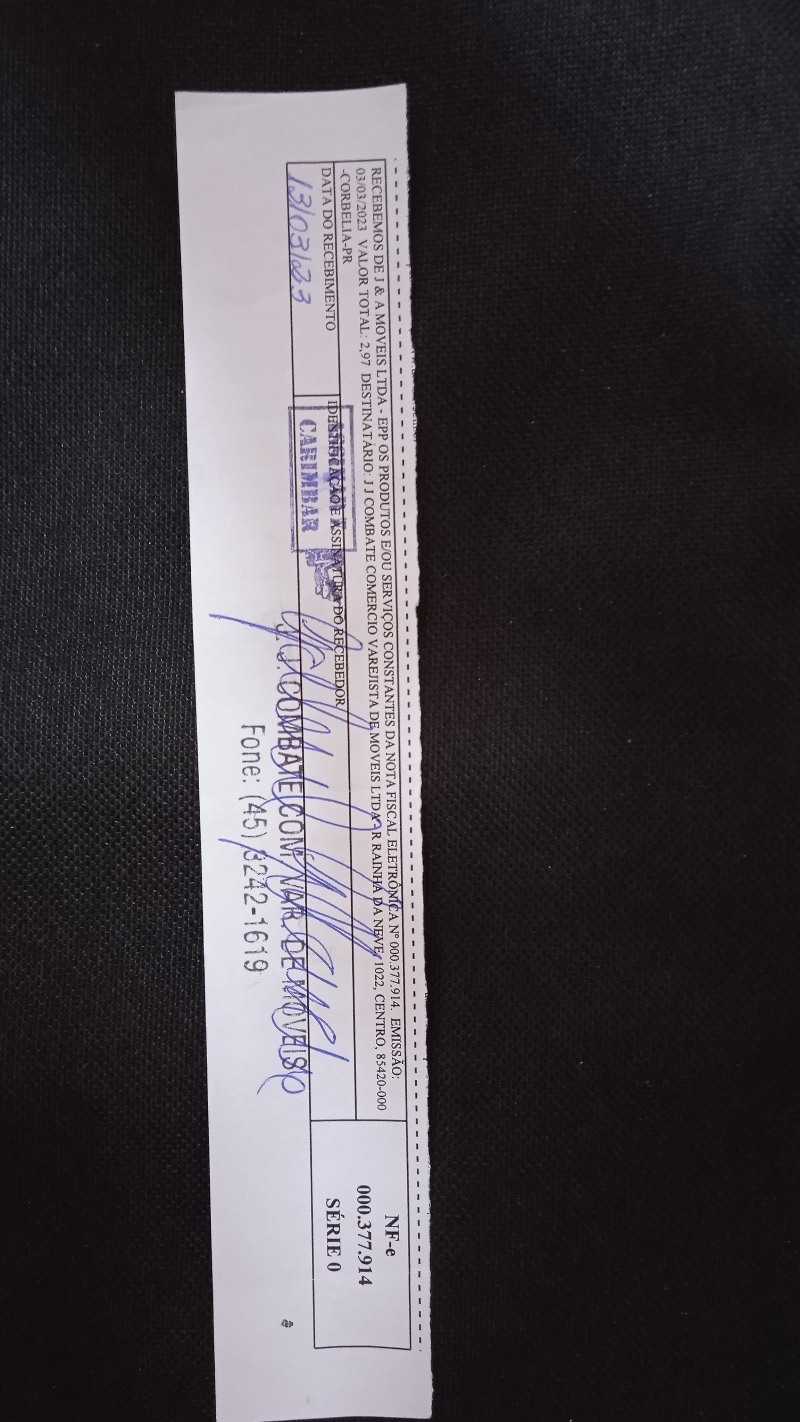 RECEBEMOS DE J & A MOVEIS LTDA - EPP OS PRODUTOS E/OU SERVIÇOS CONSTANTES DA NOTA FISCAL ELETRÔNICA Nº 000.377.914 EMISSÃO:
03/03/2023 VALOR TOTAL: 2,97 DESTINATÁRIO: J J COMBATE COMERCIO VAREJISTA DE MOVEIS LTDA - R RAINHA DA NEVE, 1022, CENTRO, 85420-000
-CORBELIA-PR
DATA DO RECEBIMENTO
13/03/23
IDENTIFICAÇÃO E ASSINATURA DO RECEBEDOR
CARIMBAR
COMBATE COM VAR DE MOVEIS
Fone: (45) 3242-1619
NF-e
000.377.914
SÉRIE 0